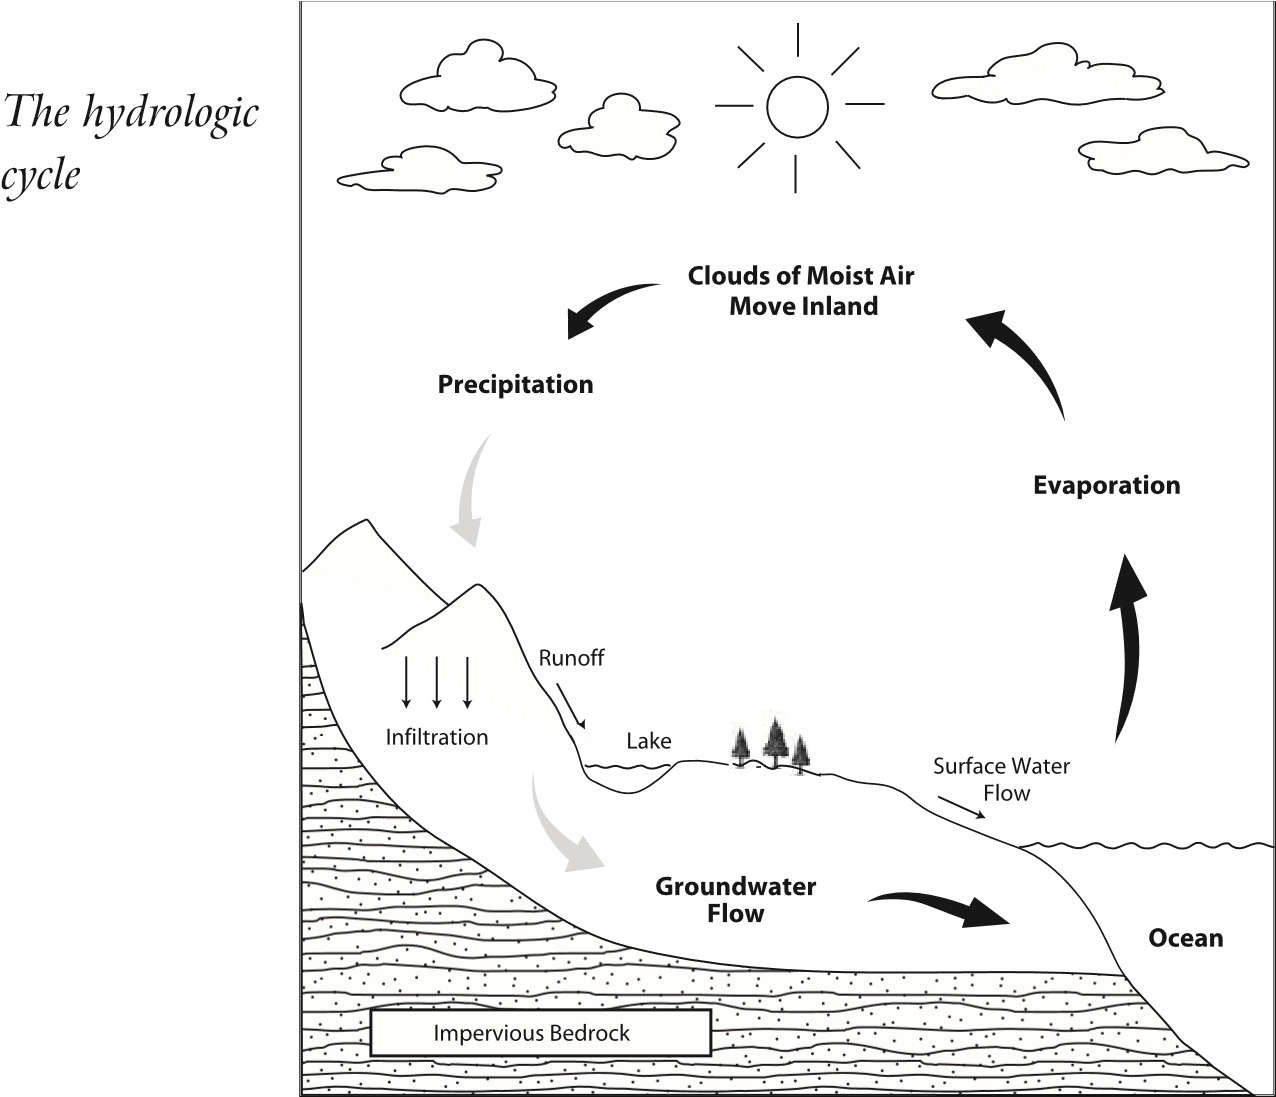 The hydrologic
cycle
Clouds of Moist Air
Move Inland
Precipitation
Evaporation
Runoff
Infiltration
Lake
Surface Water
Flow
Groundwater
Flow
Ocean
Impervious Bedrock